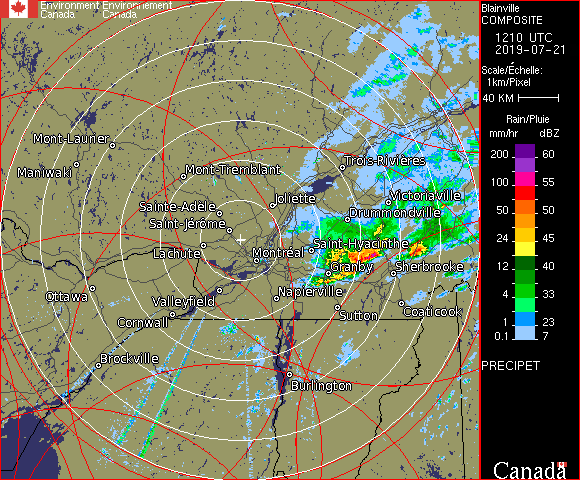 Environment Environnement
Canada Canada
Blainville
COMPOSITE
1210 UTC
2019-07-21
Scale/Échelle:
1km/Pixel
40 KM
Rain/Pluie
mm/hr dBZ
200 60
100 55
50 50
24 45
12 40
4 33
1 23
0.1 7
PRECIPET
Canada
Mont-Laurier
Maniwaki
Mont-Tremblant
Trois-Rivières
Joliette
Victoriaville
Sainte-Adèle
Drummondville
Saint-Jérôme
Saint-Hyacinthe
Lachute
Montréal
Granby
Sherbrooke
Ottawa
Valleyfield
Napierville
Coaticook
Cornwall
Sutton
Brockville
Burlington